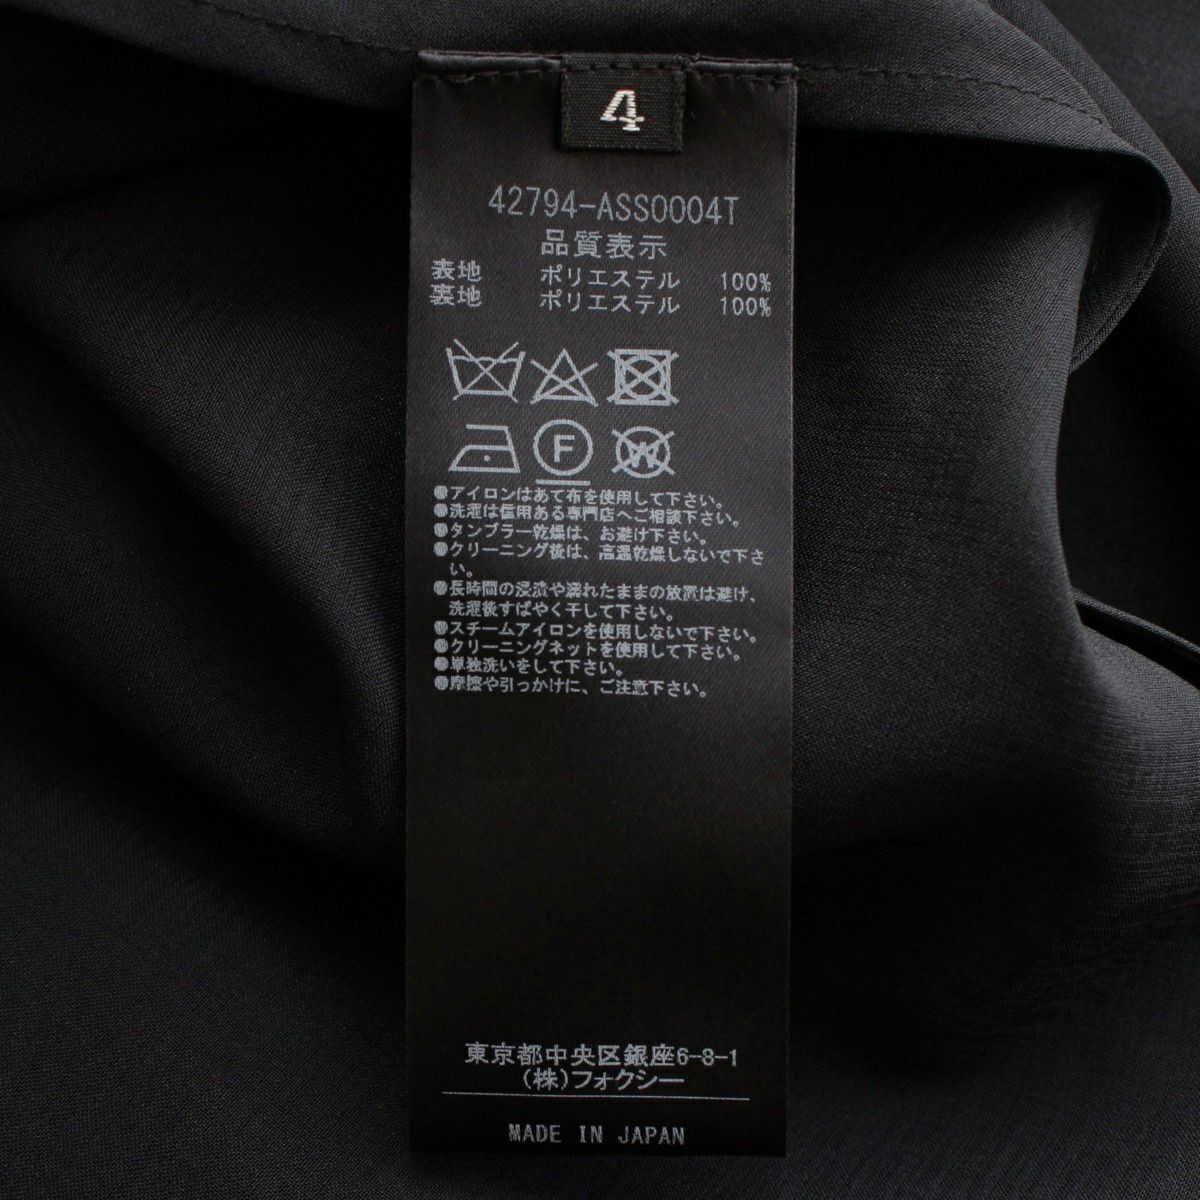 4
42794-ASS0004T
品質表示
表地 ポリエステル 100%
裏地 ポリエステル 100%
F
W
●アイロンはあて布を使用して下さい。
●洗濯は信用ある専門店へご相談下さい。
●タンブラー乾燥は、お避け下さい。
●クリーニング後は、高温乾燥しないで下さ
い。
●長時間の浸漬や濡れたままの放置は避け、
洗濯後すばやく干して下さい。
●スチームアイロンを使用しないで下さい。
●クリーニングネットを使用して下さい。
●単独洗いをして下さい。
●摩擦や引っかけに、ご注意下さい。
東京都中央区銀座6-8-1
(株)フォクシー
MADE IN JAPAN